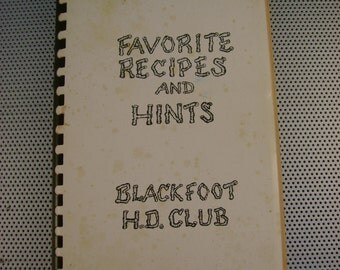 FAVORITE
RECIPES
AND
HINTS
BLACKFOOT
H.D. CLUB